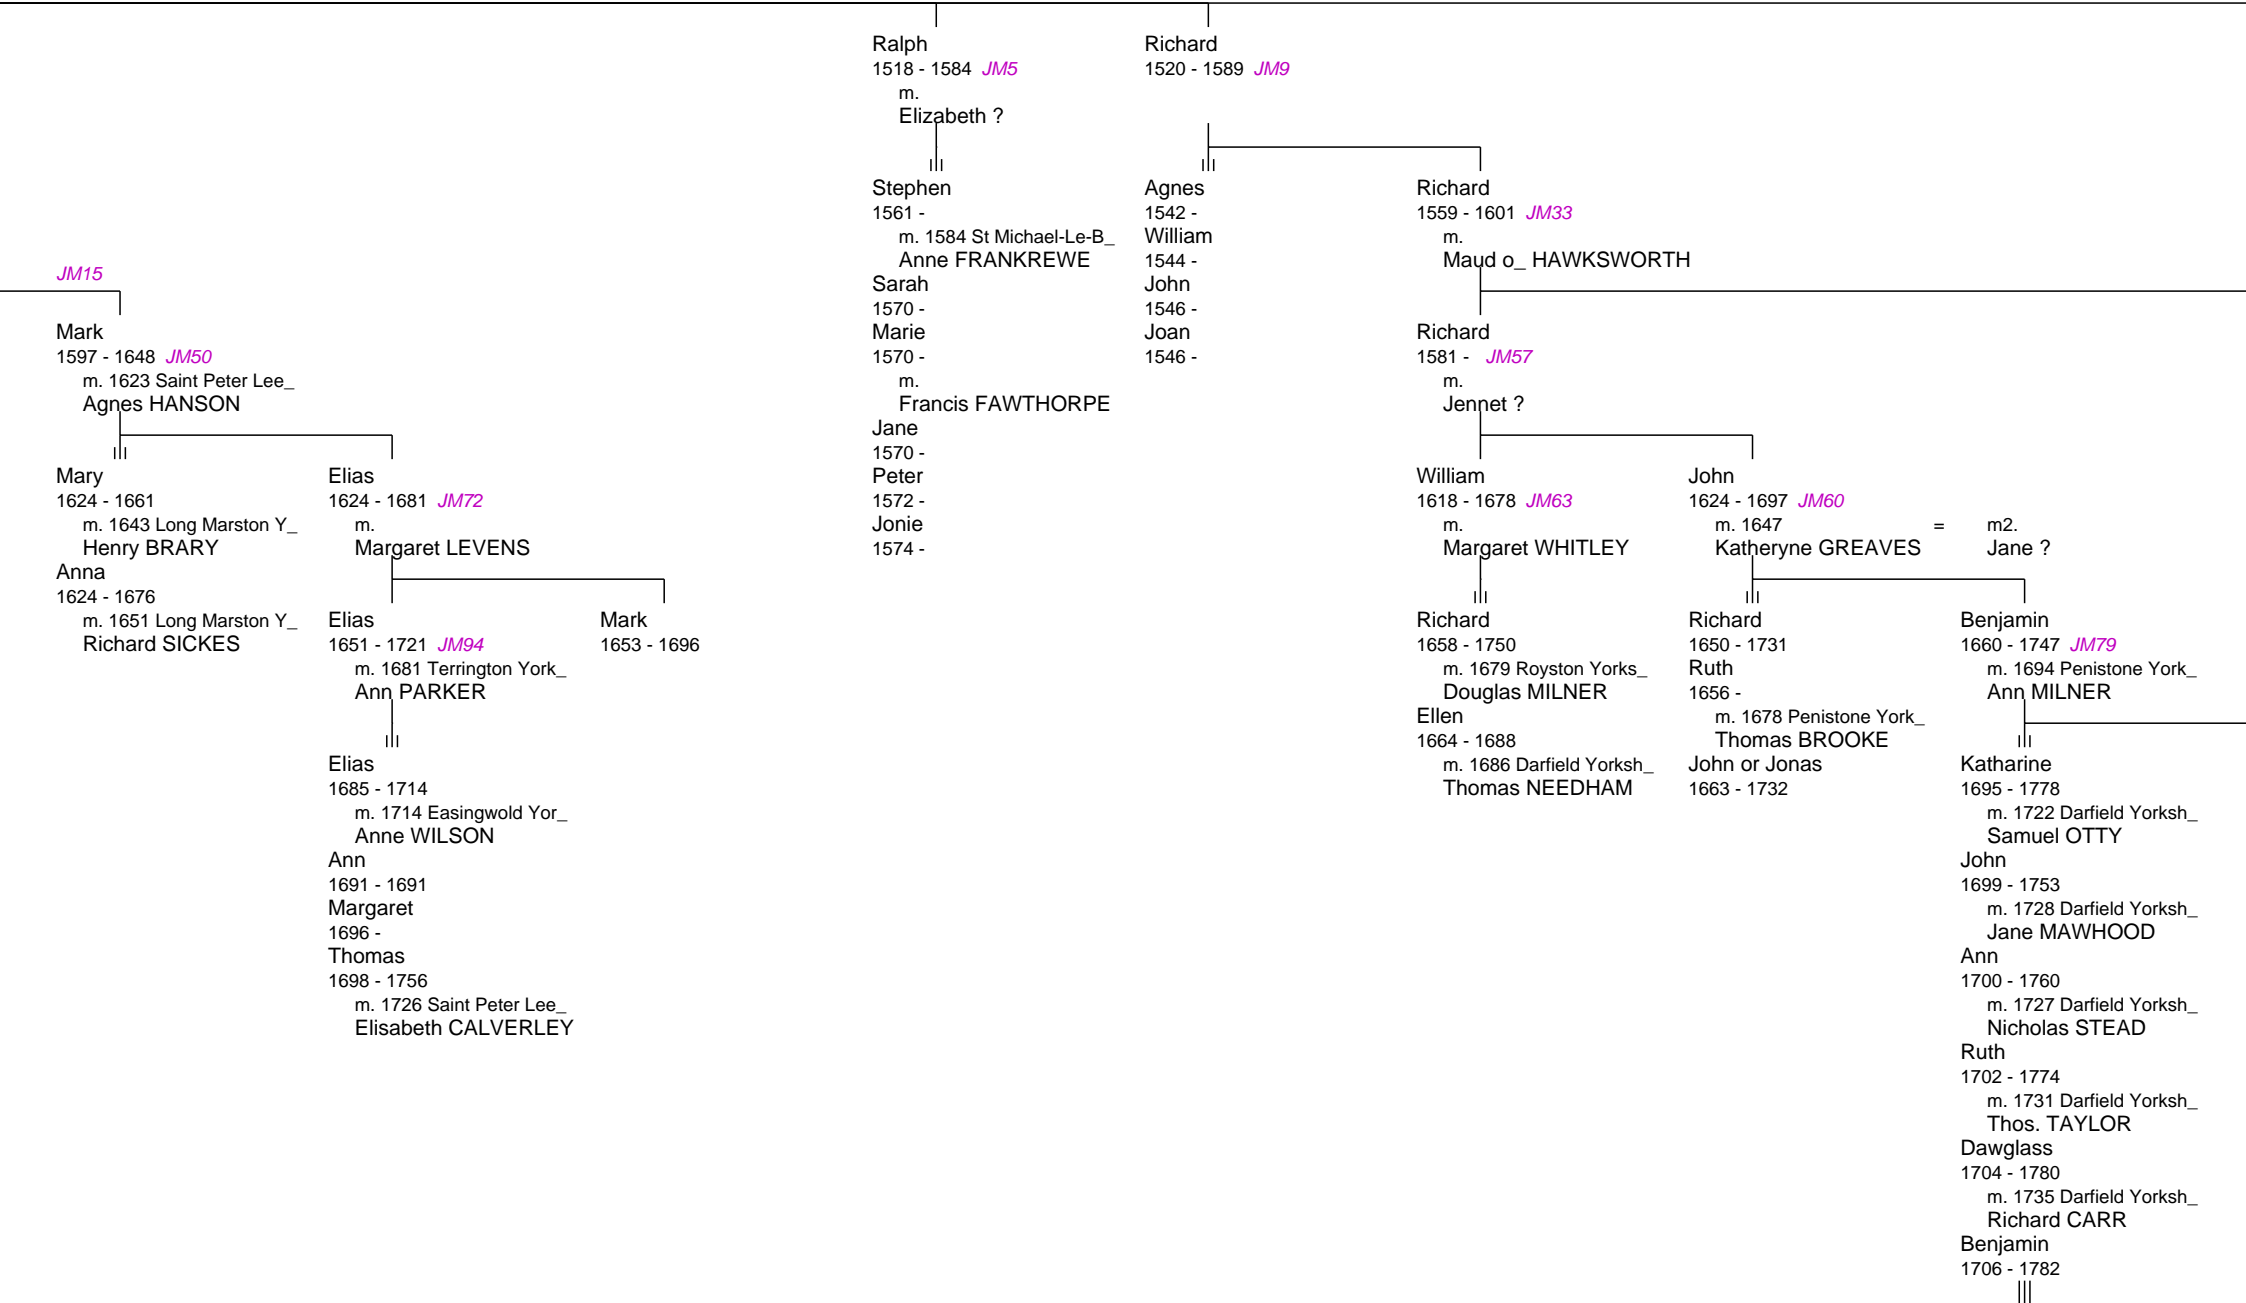 Ralph
1518 - 1584 JM5
m.
Elizabeth ?
Richard
1520 - 1589 JM9
Stephen
1561 -
m. 1584 St Michael-Le-B_
Anne FRANKREWE
Sarah
1570 -
Marie
1570 -
m.
Francis FAWTHORPE
Jane
1570 -
Peter
1572 -
Jonie
1574 -
Agnes
1542 -
William
1544 -
John
1546 -
Joan
1546 -
Richard
1559 - 1601 JM33
m.
Maud o_ HAWKSWORTH
JM15
Mark
1597 - 1648 JM50
m. 1623 Saint Peter Lee_
Agnes HANSON
Richard
1581 - JM57
m.
Jennet ?
Mary
1624 - 1661
m. 1643 Long Marston Y_
Henry BRARY
Anna
1624 - 1676
m. 1651 Long Marston Y_
Richard SICKES
Elias
1624 - 1681 JM72
m.
Margaret LEVENS
Elias
1651 - 1721 JM94
m. 1681 Terrington York_
Ann PARKER
Mark
1653 - 1696
Elias
1685 - 1714
m. 1714 Easingwold Yor_
Anne WILSON
Ann
1691 - 1691
Margaret
1696 -
Thomas
1698 - 1756
m. 1726 Saint Peter Lee_
Elisabeth CALVERLEY
William
1618 - 1678 JM63
m.
Margaret WHITLEY
John
1624 - 1697 JM60
m. 1647 = m2.
Katheryne GREAVES Jane ?
Richard
1658 - 1750
m. 1679 Royston Yorks_
Douglas MILNER
Ellen
1664 - 1688
m. 1686 Darfield Yorksh_
Thomas NEEDHAM
Richard
1650 - 1731
Ruth
1656 -
m. 1678 Penistone York_
Thomas BROOKE
John or Jonas
1663 - 1732
Benjamin
1660 - 1747 JM79
m. 1694 Penistone York_
Ann MILNER
Katharine
1695 - 1778
m. 1722 Darfield Yorksh_
Samuel OTTY
John
1699 - 1753
m. 1728 Darfield Yorksh_
Jane MAWHOOD
Ann
1700 - 1760
m. 1727 Darfield Yorksh_
Nicholas STEAD
Ruth
1702 - 1774
m. 1731 Darfield Yorksh_
Thos. TAYLOR
Dawglass
1704 - 1780
m. 1735 Darfield Yorksh_
Richard CARR
Benjamin
1706 - 1782